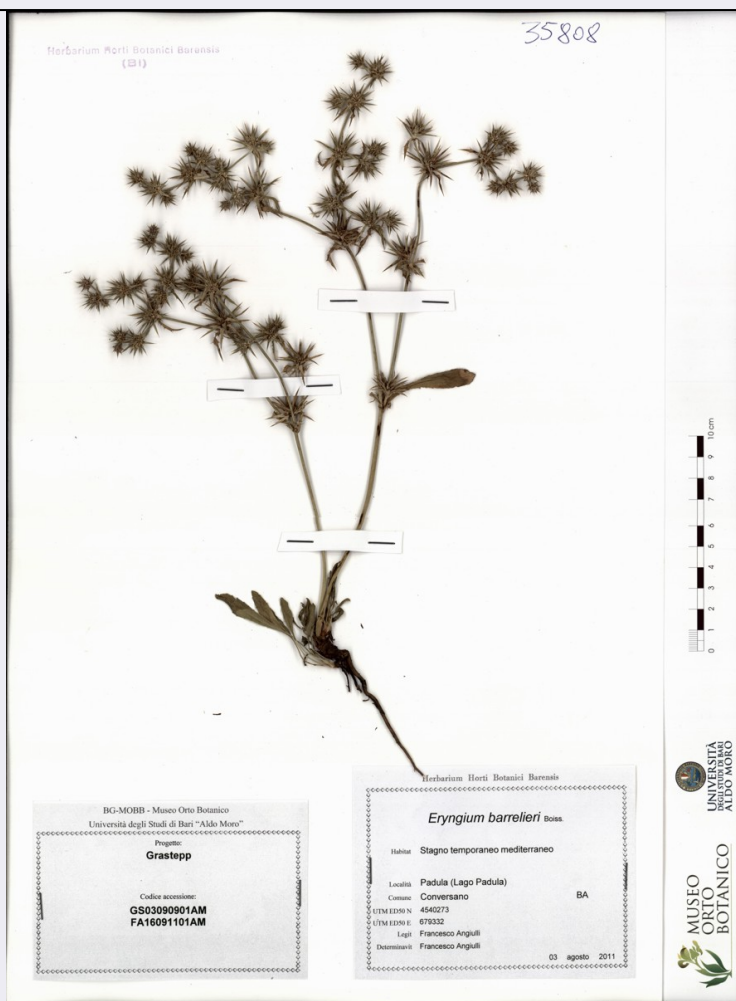 35808
Herbarium Horti Botanici Barensis
(BI)
10 cm
9
8
7
6
5
4
3
2
1
0
UNIVERSITÀ
DEGLI STUDI DI BARI
ALDO MORO
MUSEO
ORTO
BOTANICO
BG-MOBB - Museo Orto Botanico
Università degli Studi di Bari "Aldo Moro"
Progetto:
Grastepp
Codice accessione:
GS03090901AM
FA16091101AM
Herbarium Horti Botanici Barensis
Eryngium barrelieri Boiss.
Habitat Stagno temporaneo mediterraneo
Località Padula (Lago Padula)
Comune Conversano BA
UTM ED50 N 4540273
UTM ED50 E 679332
Legit Francesco Angiulli
Determinavit Francesco Angiulli
03 agosto 2011